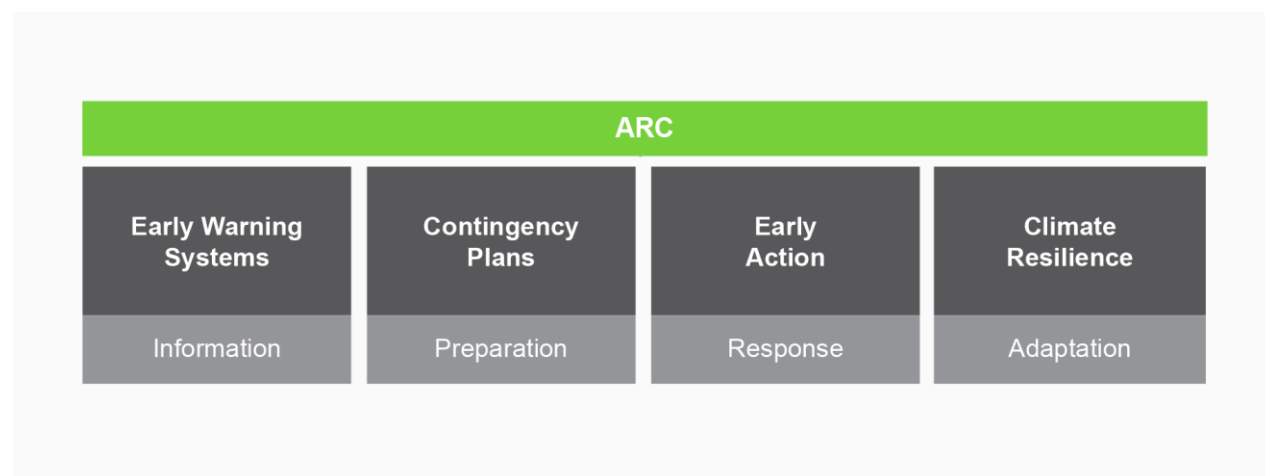 ARC
Early Warning
Systems
Contingency
Plans
Early
Action
Climate
Resilience
Information
Preparation
Response
Adaptation